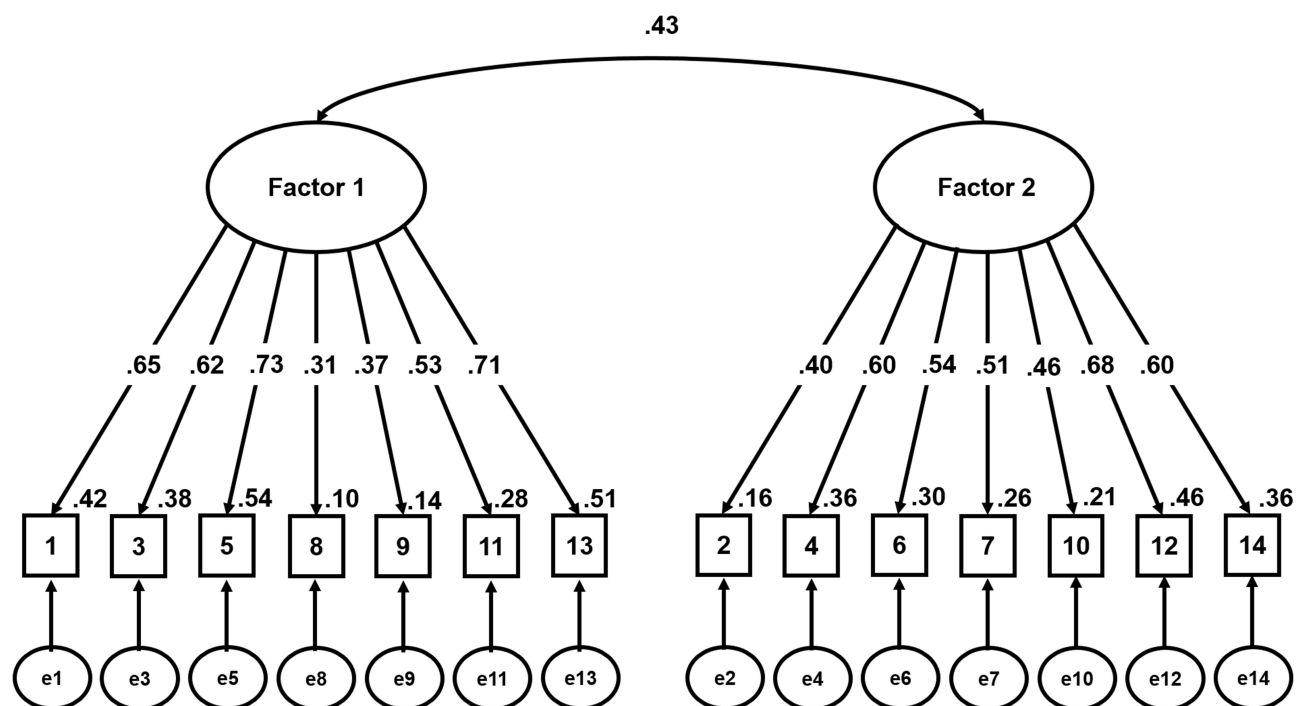 .43
Factor 1 Factor 2
.65 .62 .73 .31 .37 .53 .71 .40 .60 .54 .51 .46 .68 .60
.42 .38 .54 .10 .14 .28 .51 .16 .36 .30 .26 .21 .46 .36
1 3 5 8 9 11 13 2 4 6 7 10 12 14
e1 e3 e5 e8 e9 e11 e13 e2 e4 e6 e7 e10 e12 e14